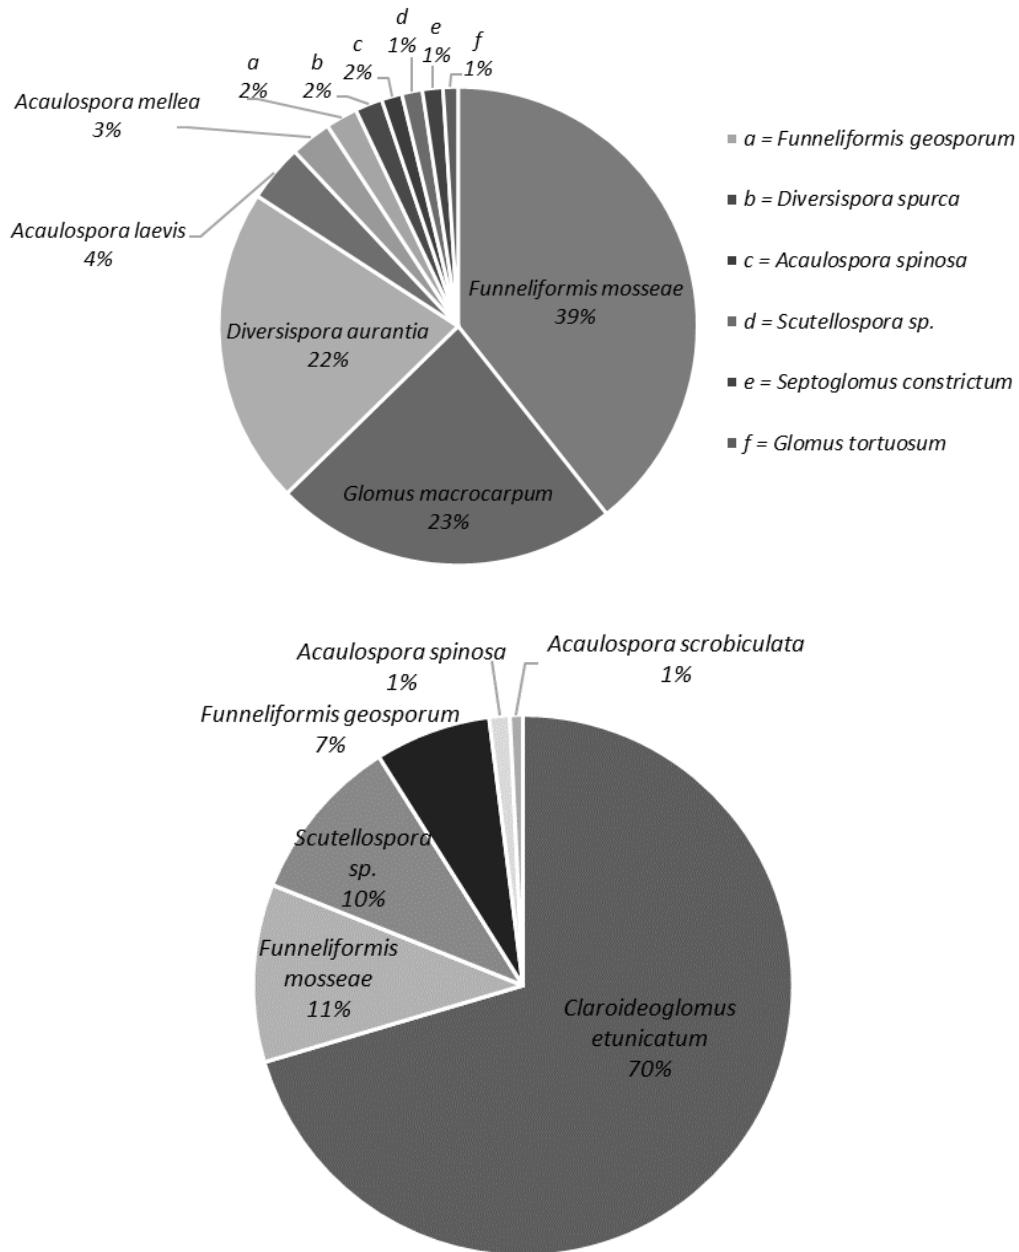 d
1%
e
1%
f
1%
c
2%
b
2%
a
2%
Acaulospora mellea
3%
Acaulospora laevis
4%
Diversispora aurantia
22%
Funneliformis mosseae
39%
Glomus macrocarpum
23%
a = Funneliformis geosporum
b = Diversispora spurca
c = Acaulospora spinosa
d = Scutellospora sp.
e = Septoglomus constrictum
f = Glomus tortuosum
Acaulospora spinosa
1%
Acaulospora scrobiculata
1%
Funneliformis geosporum
7%
Scutellospora
sp.
10%
Funneliformis
mosseae
11%
Claroideoglomus
etunicatum
70%